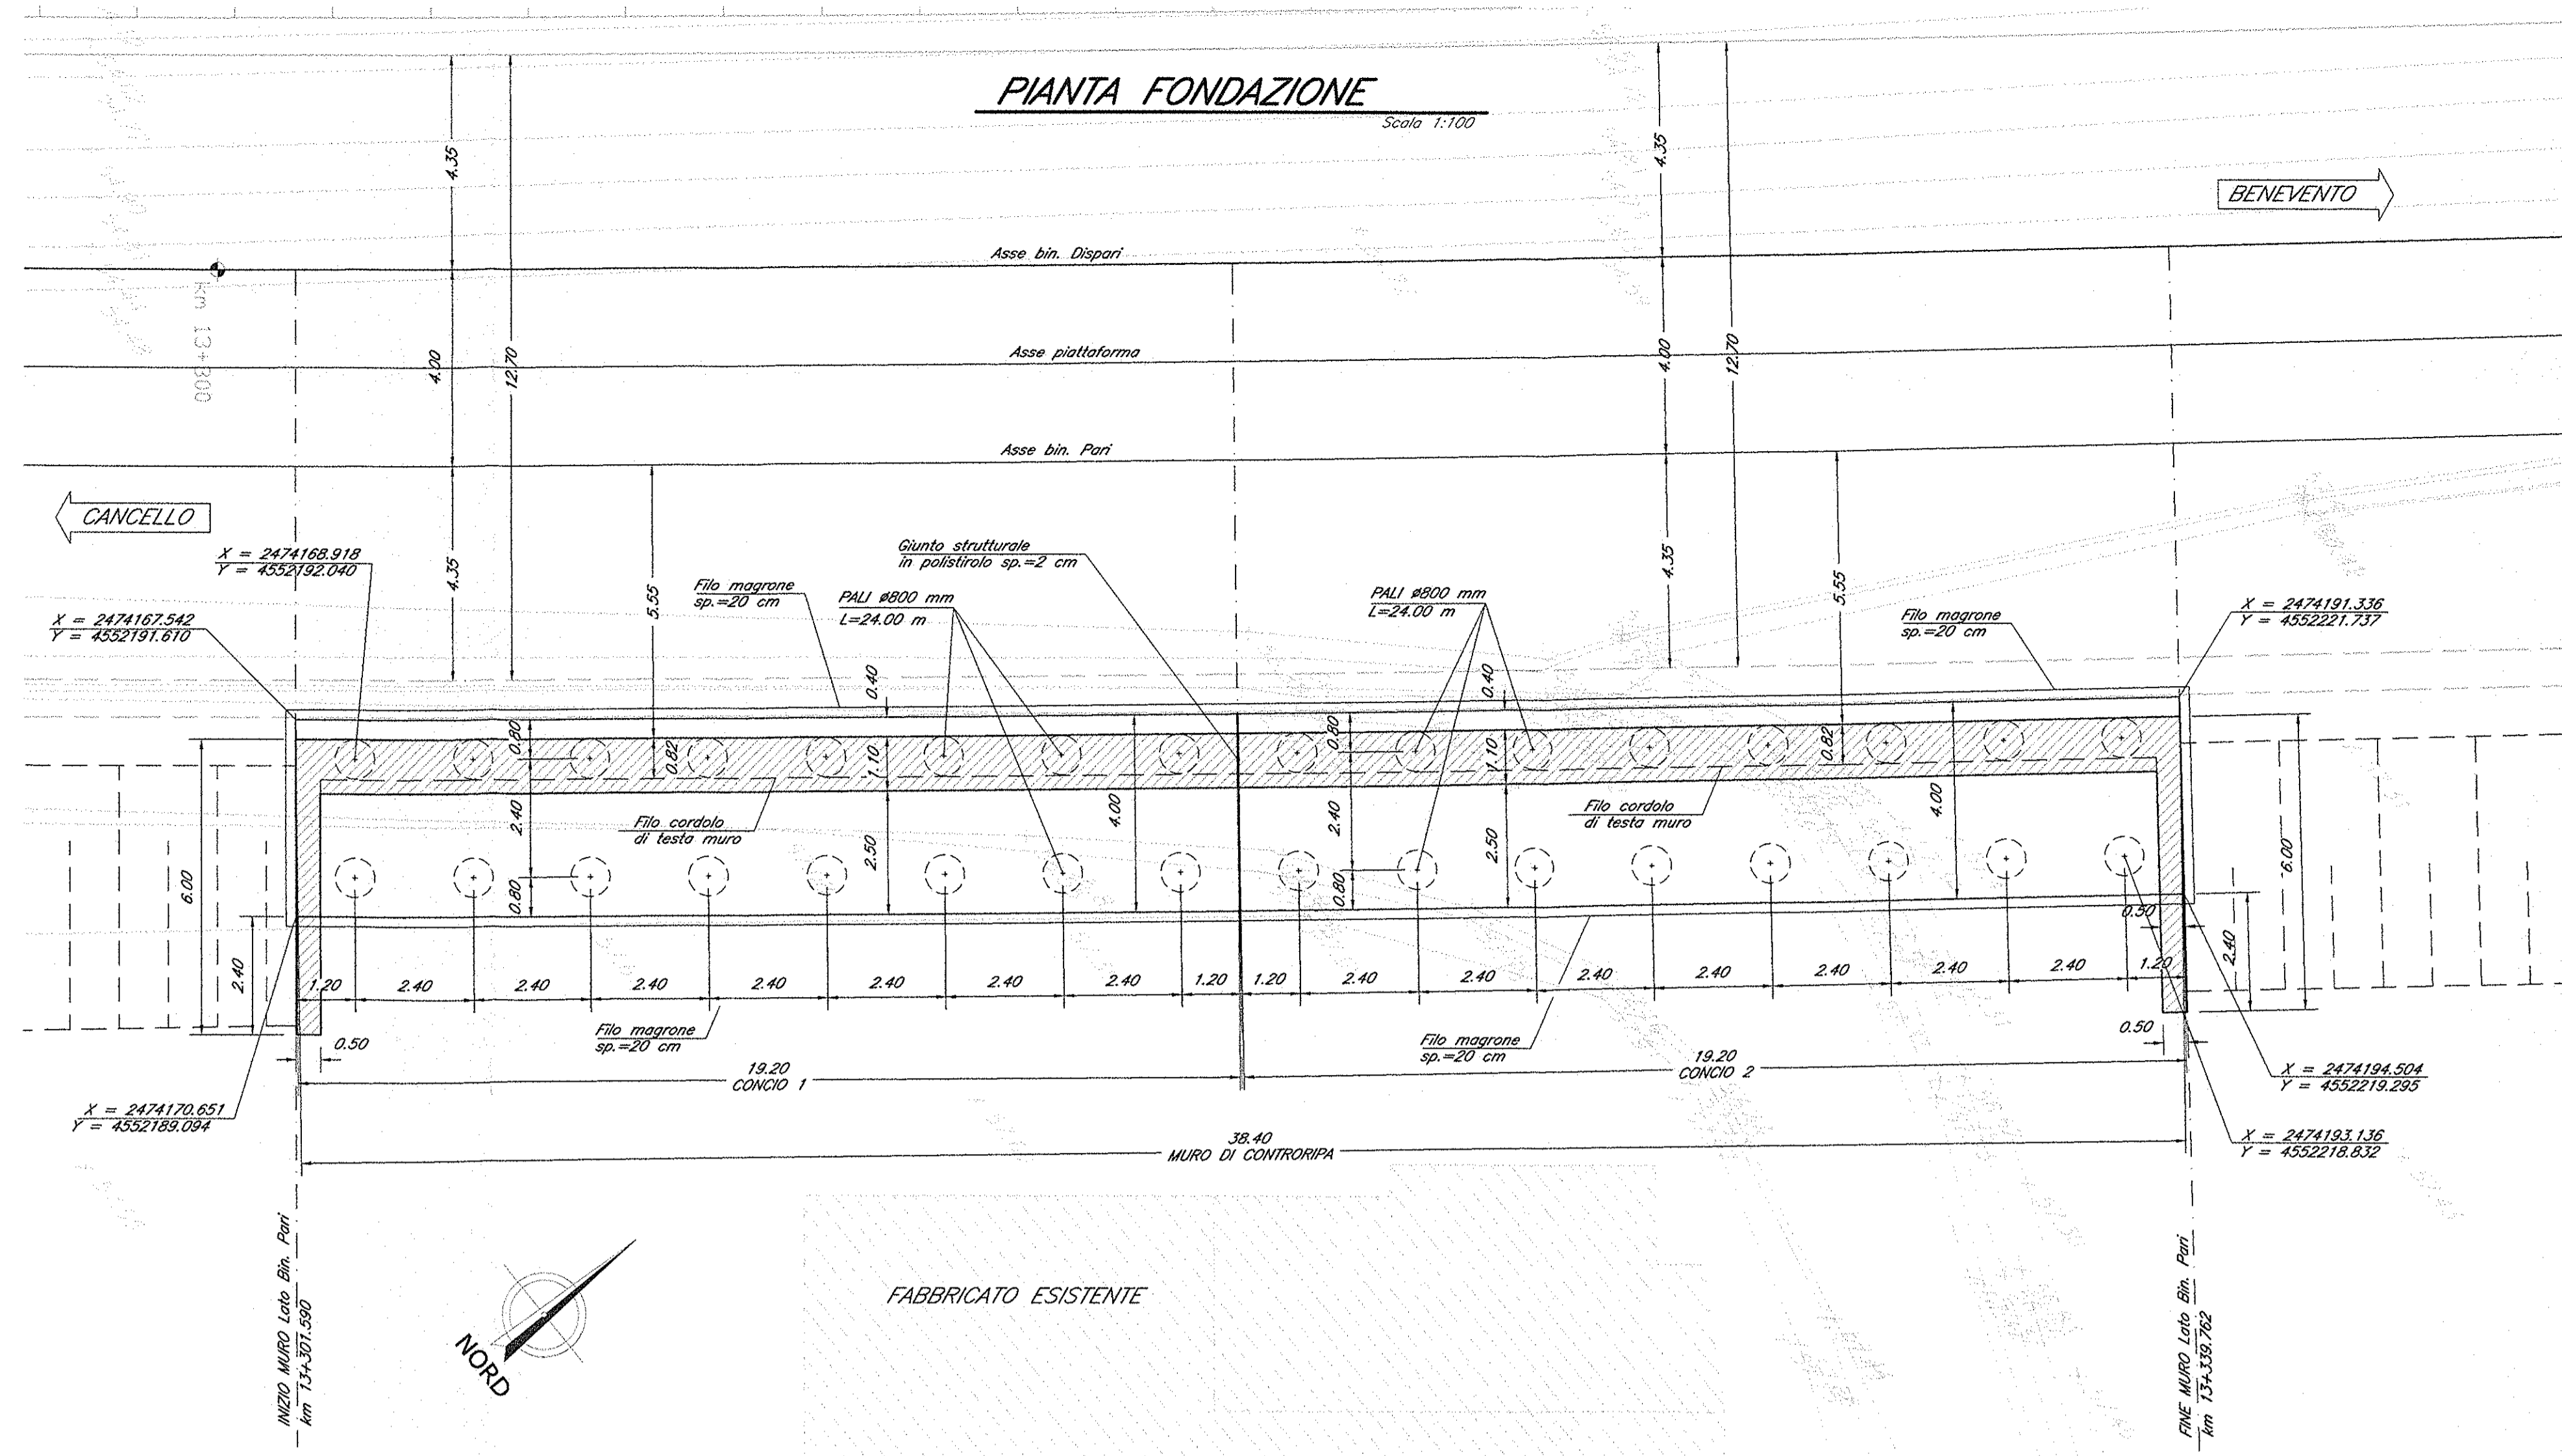 PIANTA FONDAZIONE
Scala 1:100
4.35
12.70
4.35
BENEVENTO
Asse bin. Dispari
km 13+300
4.00
12.70
Asse piattaforma
4.00
Asse bin. Pari
CANCELLO
X = 2474168.918
Y = 4552192.040
4.35
5.55
Giunto strutturale
in polistirolo sp.=2 cm
4.35
5.55
X = 2474167.542
Y = 4552191.610
Filo magrone
sp.=20 cm
PALI ø800 mm
L=24.00 m
PALI ø800 mm
L=24.00 m
Filo magrone
sp.=20 cm
X = 2474191.336
Y = 4552221.737
0.40
0.40
0.80
0.82
1.10
0.80
1.10
0.82
2.40
Filo cordolo
di testa muro
2.50
4.00
2.40
2.50
Filo cordolo
di testa muro
4.00
6.00
0.80
0.80
0.50
6.00
2.40
2.40
1.20
2.40
2.40
2.40
2.40
2.40
2.40
2.40
1.20
1.20
2.40
2.40
2.40
2.40
2.40
2.40
2.40
1.20
Filo magrone
sp.=20 cm
0.50
Filo magrone
sp.=20 cm
0.50
19.20
CONCIO 1
19.20
CONCIO 2
X = 2474170.651
Y = 4552189.094
X = 2474194.504
Y = 4552219.295
38.40
MURO DI CONTRORIPA
X = 2474193.136
Y = 4552218.832
INIZIO MURO Lato Bin. Pari
km 13+301.590
NORD
FABBRICATO ESISTENTE
FINE MURO Lato Bin. Pari
km 13+339.762